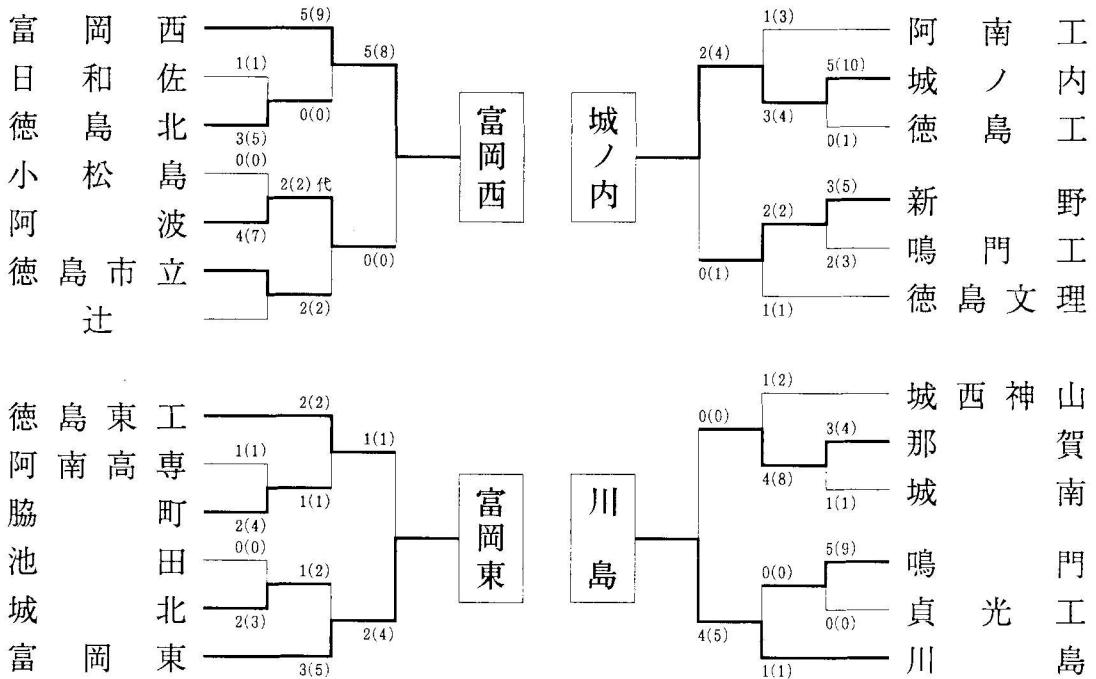 5(9)
富岡西
1(1)
5(8)
日和佐
0(0)
徳島北
3(5)
0(0)
小松島
2(2)代
阿波
4(7)
0(0)
徳島市立
2(2)
辻
富岡西
1(3)
阿南工
2(4)
5(10)
城ノ内
3(4)
徳島工
0(1)
3(5)
新野
2(2)
鳴門工
2(3)
0(1)
徳島文理
1(1)
城ノ内
2(2)
徳島東工
1(1)
1(1)
阿南高専
1(1)
脇町
2(4)
0(0)
池田
1(2)
城北
2(3)
2(4)
富岡東
3(5)
富岡東
1(2)
城西神山
0(0)
3(4)
那賀
4(8)
城南
1(1)
5(9)
鳴門
0(0)
貞光工
0(0)
4(5)
川島
1(1)
川島